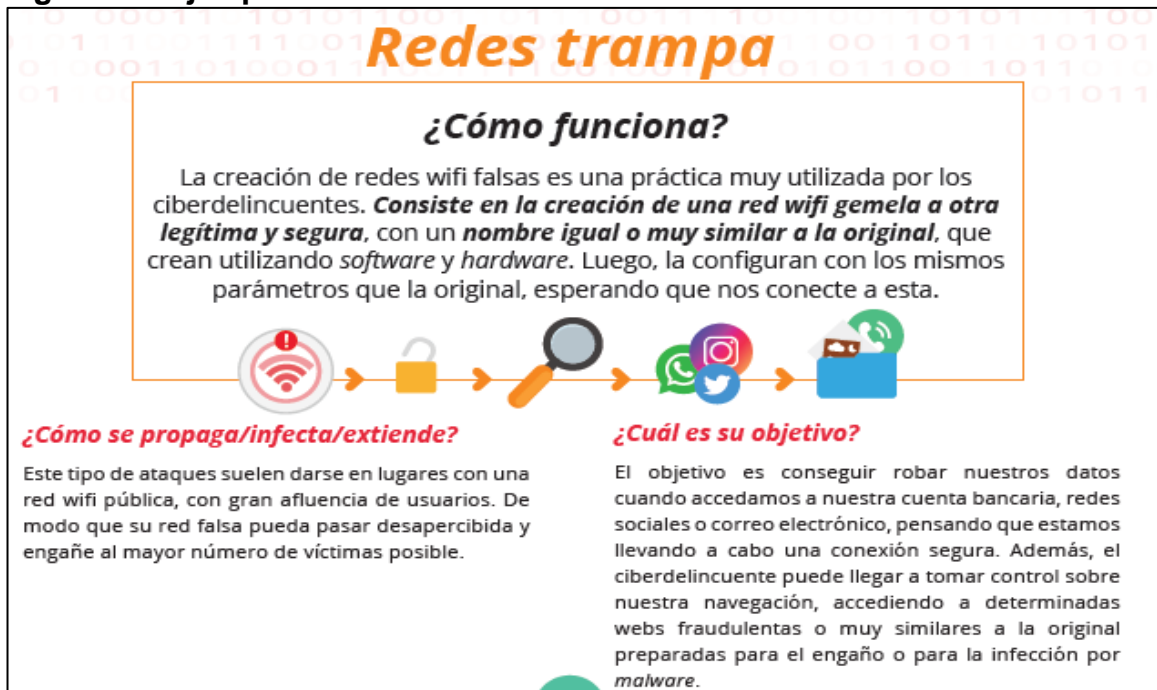 Redes trampa
¿Cómo funciona?
La creación de redes wifi falsas es una práctica muy utilizada por los
ciberdelincuentes. Consiste en la creación de una red wifi gemela a otra
legítima y segura, con un nombre igual o muy similar a la original, que
crean utilizando software y hardware. Luego, la configuran con los mismos
parámetros que la original, esperando que nos conecte a esta.
¿Cómo se propaga/infecta/extiende?
Este tipo de ataques suelen darse en lugares con una
red wifi pública, con gran afluencia de usuarios. De
modo que su red falsa pueda pasar desapercibida y
engañe al mayor número de víctimas posible.
¿Cuál es su objetivo?
El objetivo es conseguir robar nuestros datos
cuando accedamos a nuestra cuenta bancaria, redes
sociales o correo electrónico, pensando que estamos
llevando a cabo una conexión segura. Además, el
ciberdelincuente puede llegar a tomar control sobre
nuestra navegación, accediendo a determinadas
webs fraudulentas o muy similares a la original
preparadas para el engaño o para la infección por
malware.